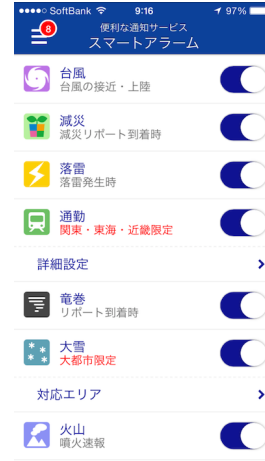 ●●●●○ SoftBank 9:16 97%
8
便利な通知サービス
スマートアラーム
台風
台風の接近・上陸
減災
減災リポート到着時
落雷
落雷発生時
通勤
関東・東海・近畿限定
詳細設定
竜巻
リポート到着時
大雪
大都市限定
対応エリア
火山
噴火速報